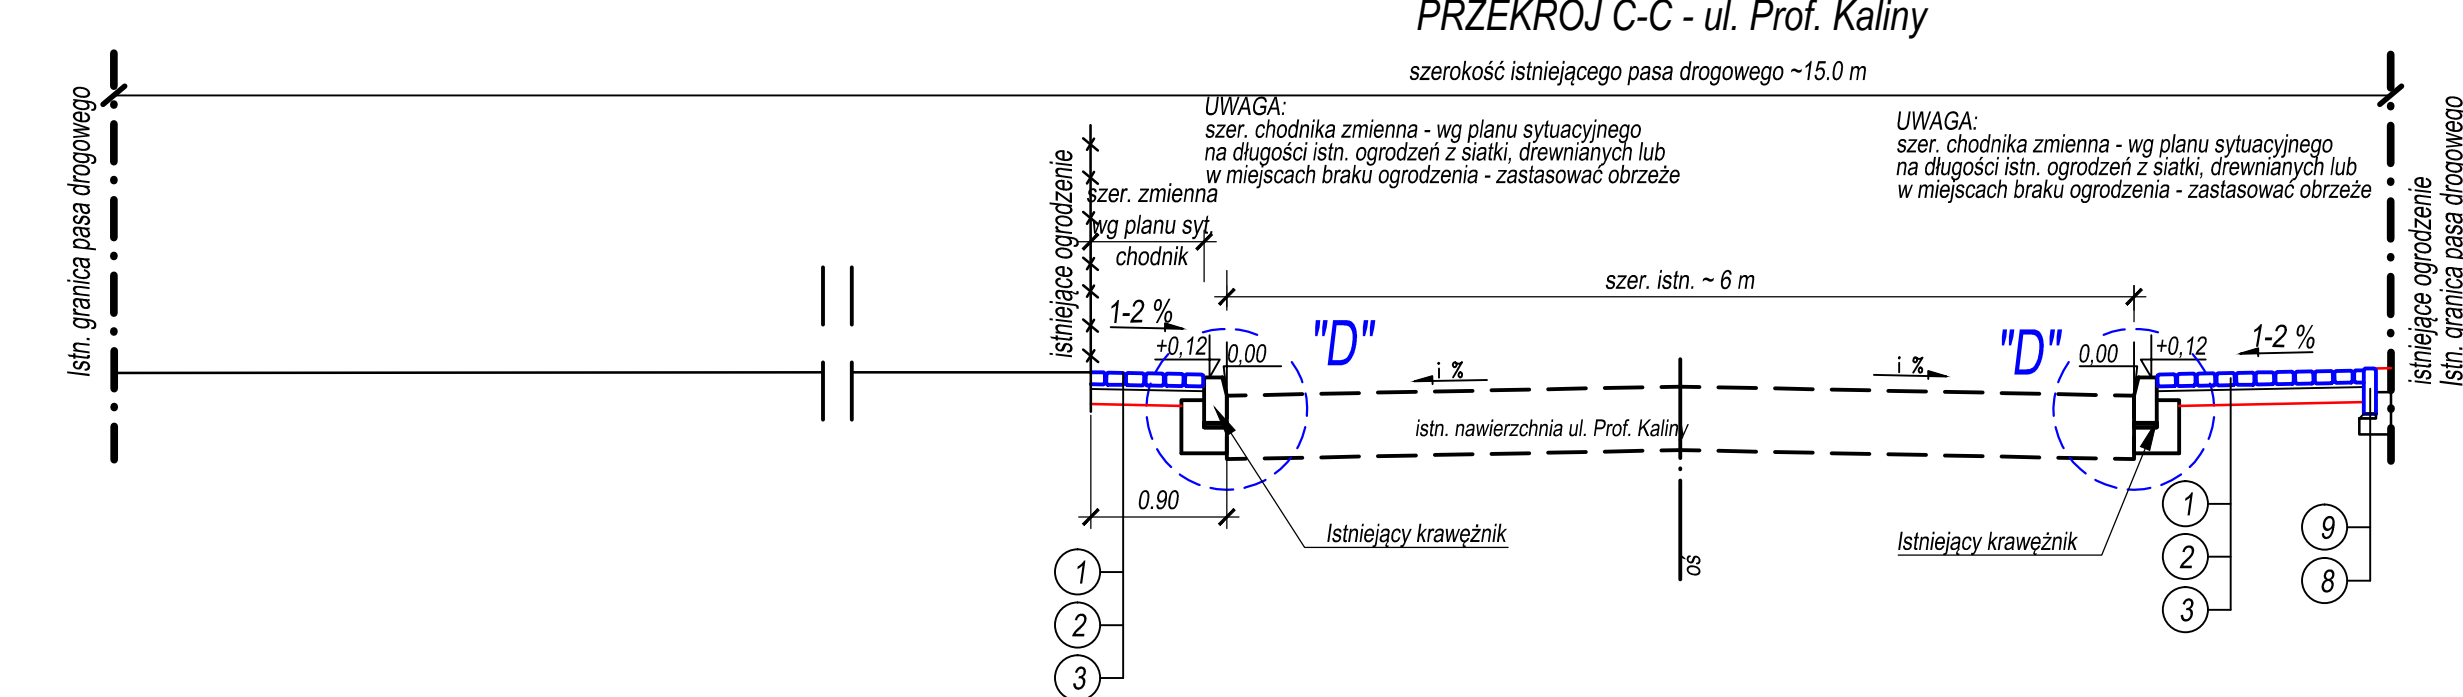 PRZEKRÓJ C-C - ul. Prof. Kaliny
szerokość istniejącego pasa drogowego ~15.0 m
UWAGA:
szer. chodnika zmienna - wg planu sytuacyjnego
na długości istn. ogrodzeń z siatki, drewnianych lub
w miejscach braku ogrodzenia - zastasować obrzeże
UWAGA:
szer. chodnika zmienna - wg planu sytuacyjnego
na długości istn. ogrodzeń z siatki, drewnianych lub
w miejscach braku ogrodzenia - zastasować obrzeże
Istn. granica pasa drogowego
istniejące ogrodzenie
szer. zmienna
wg planu syt.
chodnik
szer. istn. ~ 6 m
istniejące ogrodzenie
Istn. granica pasa drogowego
1-2 %
+0,12
0,00
"D"
i %
i %
"D"
0,00
+0,12
1-2 %
istn. nawierzchnia ul. Prof. Kaliny
0.90
Istniejący krawężnik
oś
Istniejący krawężnik
1
2
3
1
2
3
9
8